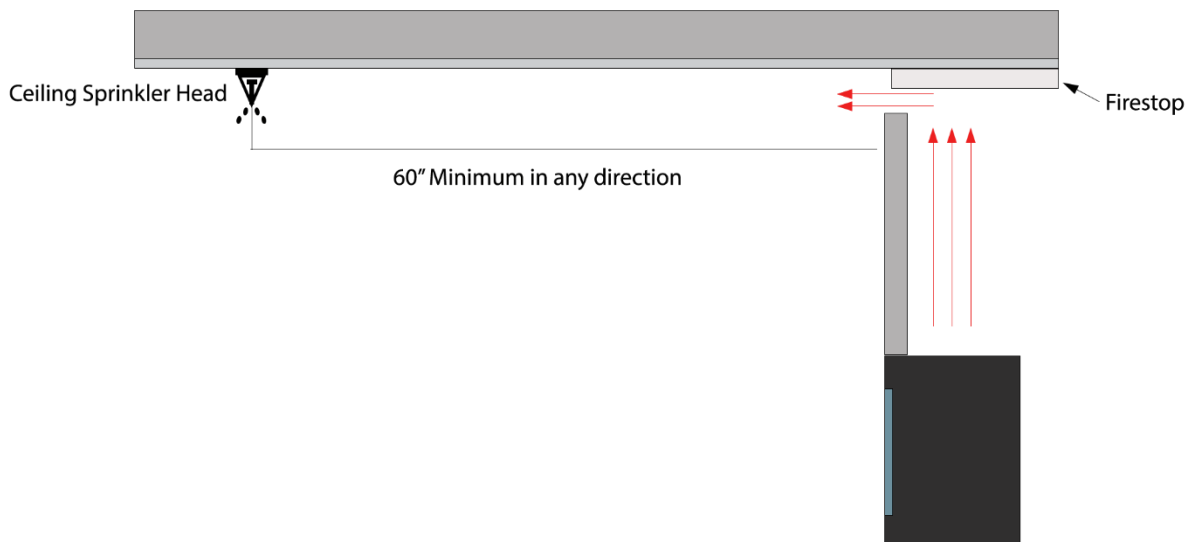 Ceiling Sprinkler Head
Firestop
60” Minimum in any direction